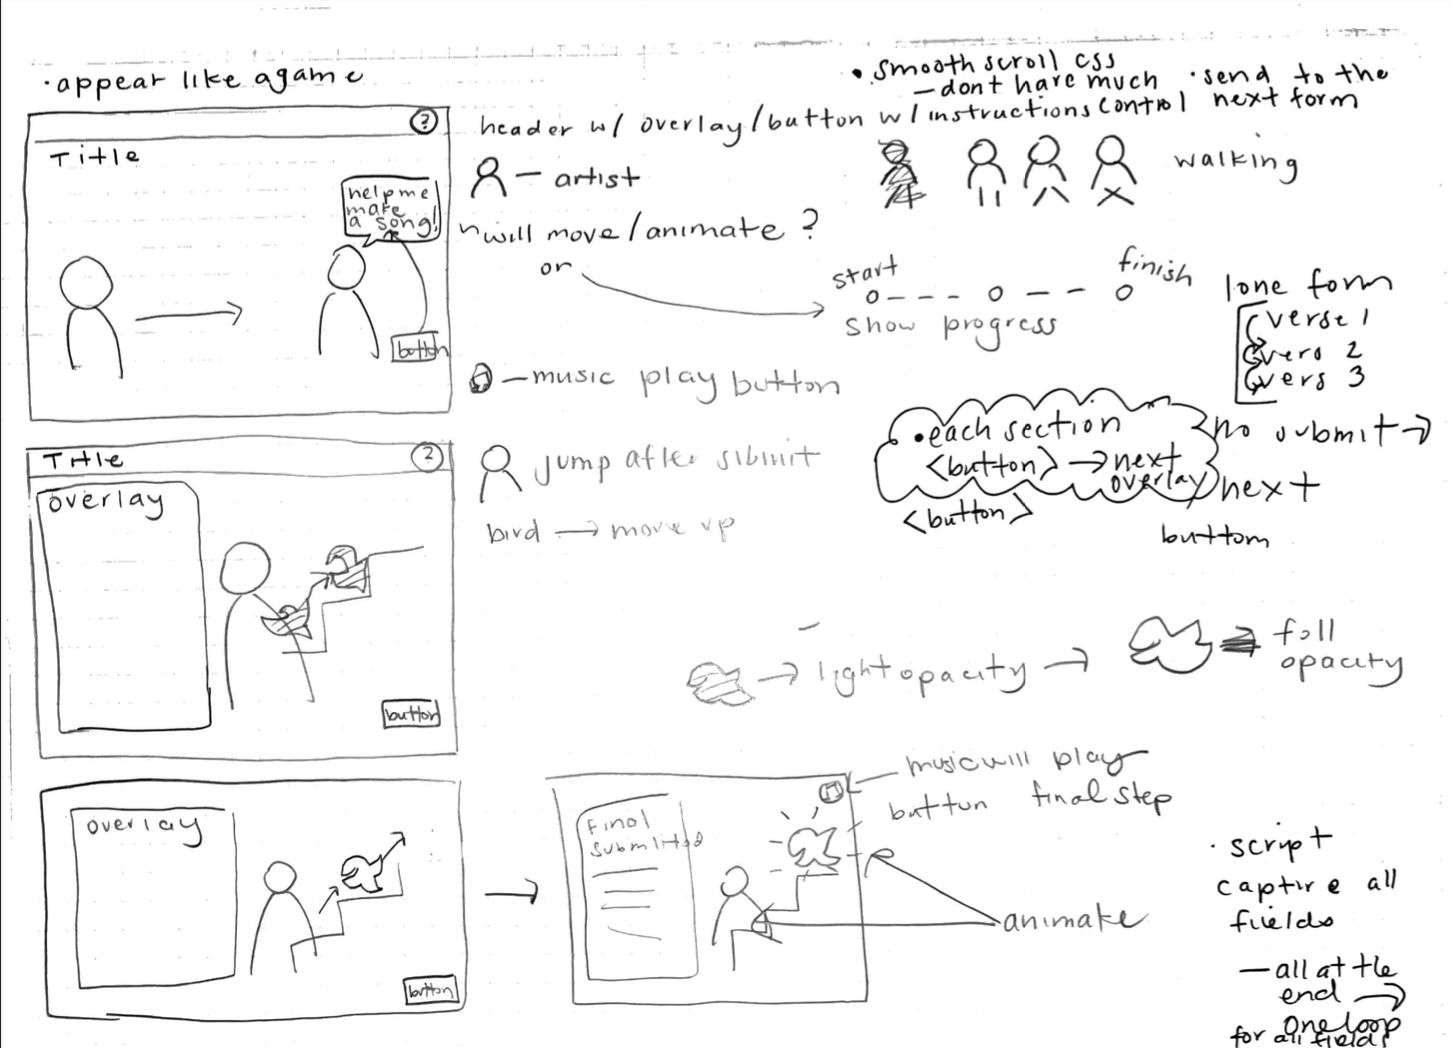 · appear like a game
?
Title
help me
make
a song!
button
header w/ overlay/button w/ instructions
— artist
will move/animate ?
or
• smooth scroll css
— don't have much
control
· send to the
next form
walking
start
finish
o - - - o - - o
show progress
1 one form
verse 1
vers 2
vers 3
— music play button
Title
?
overlay
button
jump after submit
bird → move up
• each section
<button> → next
overlay
<button>
no submit →
next
buttom
→ light opacity →
full
opacity
overlay
button
→
Final
submitted
music will play
button final step
animate
· script
capture all
fields
— all at the
end →
one loop
for all fields